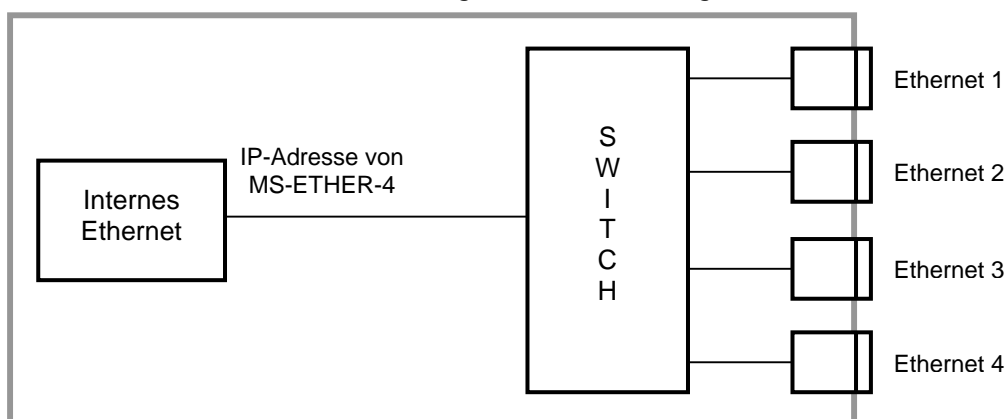 Internes
Ethernet
IP-Adresse von
MS-ETHER-4
S
W
I
T
C
H
Ethernet 1
Ethernet 2
Ethernet 3
Ethernet 4